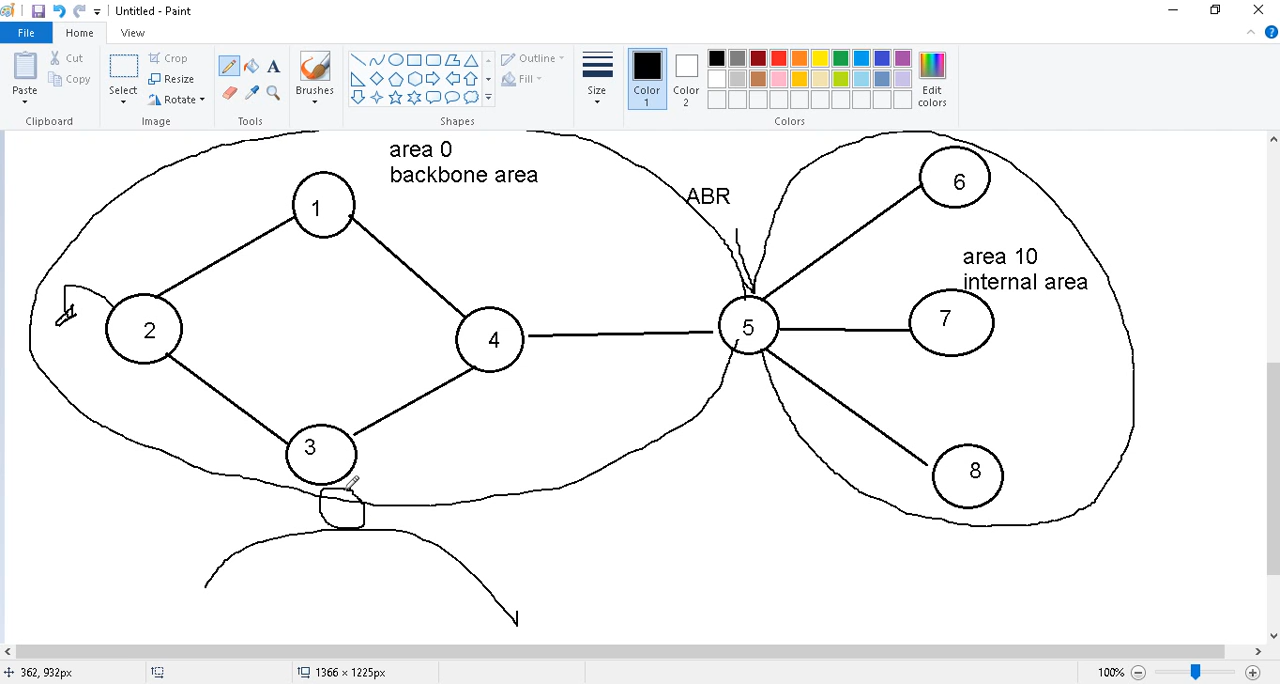 Untitled - Paint
File
Home
View
Paste
Cut
Copy
Clipboard
Select
Crop
Resize
Rotate
Image
A
Tools
Brushes
Outline
Fill
Shapes
Size
Color
1
Color
2
Edit
colors
Colors
?
area 0
backbone area
ABR
1
2
3
4
5
6
area 10
internal area
7
8
362, 932px
1366 × 1225px
100%